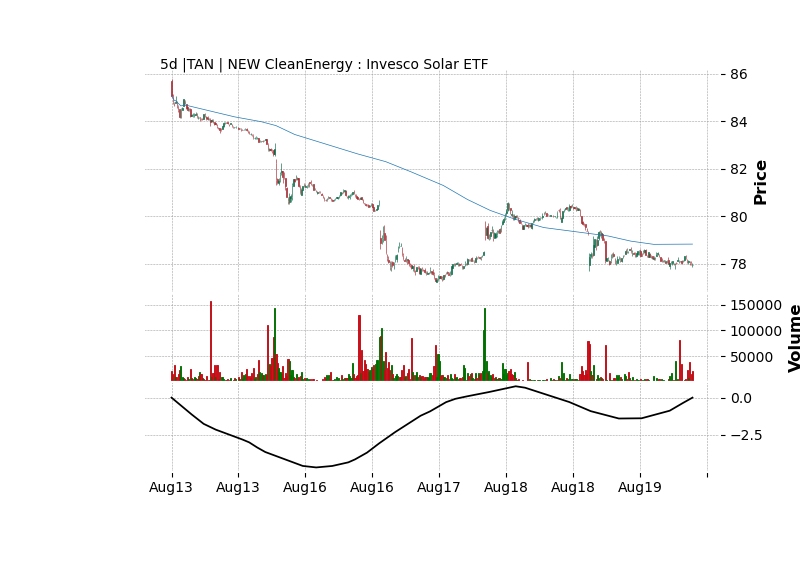 5d |TAN | NEW CleanEnergy : Invesco Solar ETF
86
84
82
80
78
Price
150000
100000
50000
Volume
0.0
−2.5
Aug13 Aug13 Aug16 Aug16 Aug17 Aug18 Aug18 Aug19